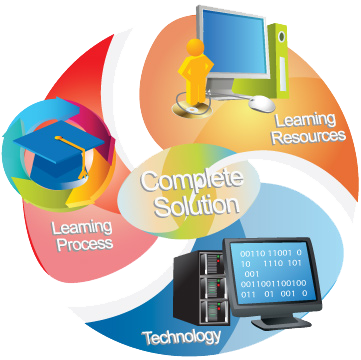 Learning
Resources
Complete
Solution
Learning
Process
00110 11001 0
10 1110 101
001
0011001100100
011 01 001 0
Technology